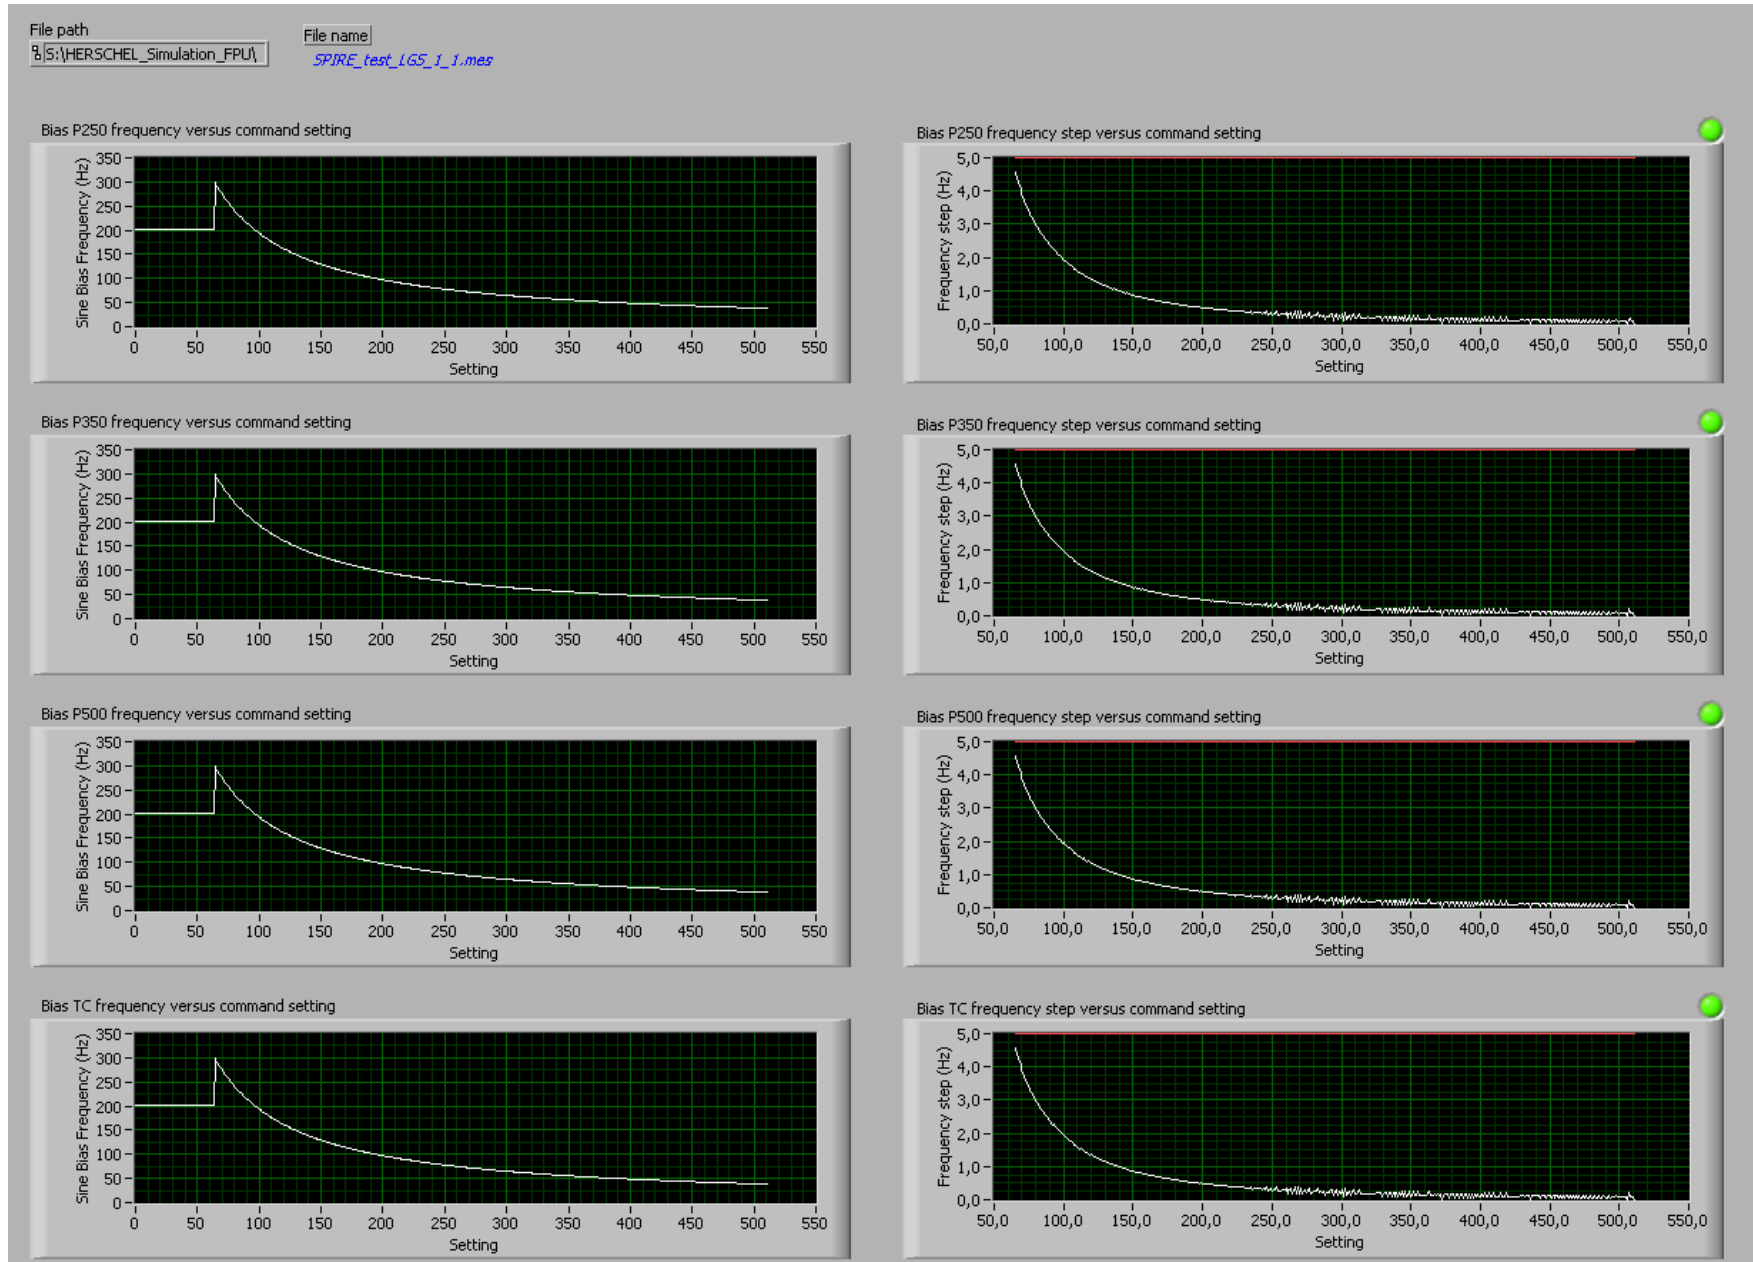 File path
S:\HERSCHEL_Simulation_FPU\
File name
SPIRE_test_LG5_1_1.mes
Bias P250 frequency versus command setting
Sine Bias Frequency (Hz)
350
300
250
200
150
100
50
0
0 50 100 150 200 250 300 350 400 450 500 550
Setting
Bias P250 frequency step versus command setting
Frequency step (Hz)
5,0
4,0
3,0
2,0
1,0
0,0
50,0 100,0 150,0 200,0 250,0 300,0 350,0 400,0 450,0 500,0 550,0
Setting
Bias P350 frequency versus command setting
Sine Bias Frequency (Hz)
350
300
250
200
150
100
50
0
0 50 100 150 200 250 300 350 400 450 500 550
Setting
Bias P350 frequency step versus command setting
Frequency step (Hz)
5,0
4,0
3,0
2,0
1,0
0,0
50,0 100,0 150,0 200,0 250,0 300,0 350,0 400,0 450,0 500,0 550,0
Setting
Bias P500 frequency versus command setting
Sine Bias Frequency (Hz)
350
300
250
200
150
100
50
0
0 50 100 150 200 250 300 350 400 450 500 550
Setting
Bias P500 frequency step versus command setting
Frequency step (Hz)
5,0
4,0
3,0
2,0
1,0
0,0
50,0 100,0 150,0 200,0 250,0 300,0 350,0 400,0 450,0 500,0 550,0
Setting
Bias TC frequency versus command setting
Sine Bias Frequency (Hz)
350
300
250
200
150
100
50
0
0 50 100 150 200 250 300 350 400 450 500 550
Setting
Bias TC frequency step versus command setting
Frequency step (Hz)
5,0
4,0
3,0
2,0
1,0
0,0
50,0 100,0 150,0 200,0 250,0 300,0 350,0 400,0 450,0 500,0 550,0
Setting